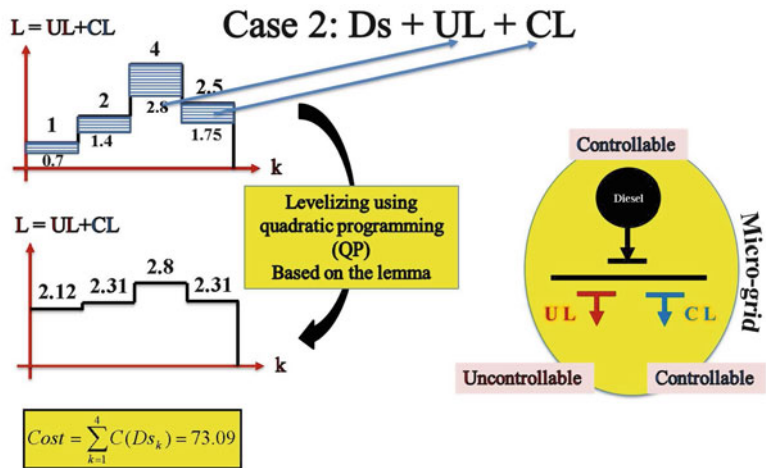 Case 2: Ds + UL + CL
L = UL+CL
4
2.5
2
1
2.8
1.4
1.75
0.7
k
Levelizing using
quadratic programming
(QP)
Based on the lemma
L = UL+CL
2.12 2.31 2.8 2.31
k
Cost = \sum_{k=1}^{4} C(Ds_k) = 73.09
Controllable
Diesel
Micro-grid
UL CL
Uncontrollable Controllable